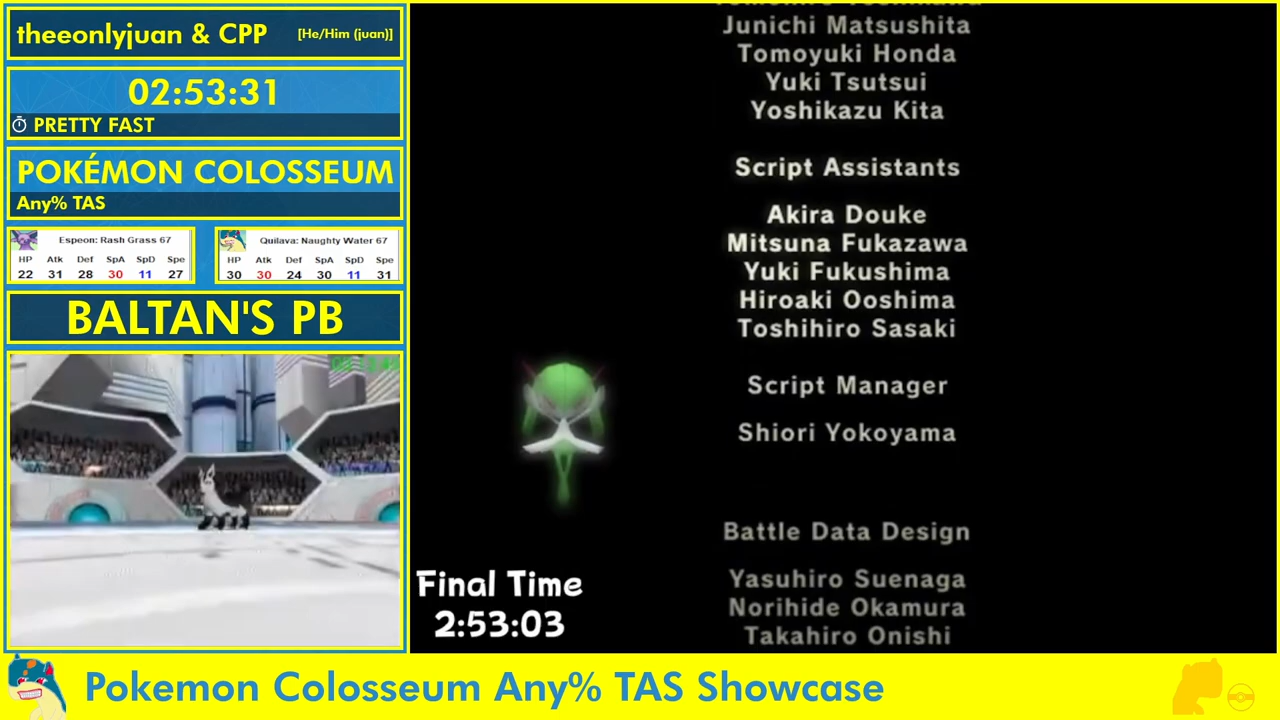 theeonlyjuan & CPP [He/Him (juan)]
02:53:31
PRETTY FAST
POKÉMON COLOSSEUM
Any% TAS
Espeon: Rash Grass 67
HP Atk Def SpA SpD Spe
22 31 28 30 11 27
Quilava: Naughty Water 67
HP Atk Def SpA SpD Spe
30 30 24 30 11 31
BALTAN'S PB
Junichi Matsushita
Tomoyuki Honda
Yuki Tsutsui
Yoshikazu Kita
Script Assistants
Akira Douke
Mitsuna Fukazawa
Yuki Fukushima
Hiroaki Ooshima
Toshihiro Sasaki
Script Manager
Shiori Yokoyama
Battle Data Design
Yasuhiro Suenaga
Norihide Okamura
Takahiro Onishi
Final Time
2:53:03
Pokemon Colosseum Any% TAS Showcase